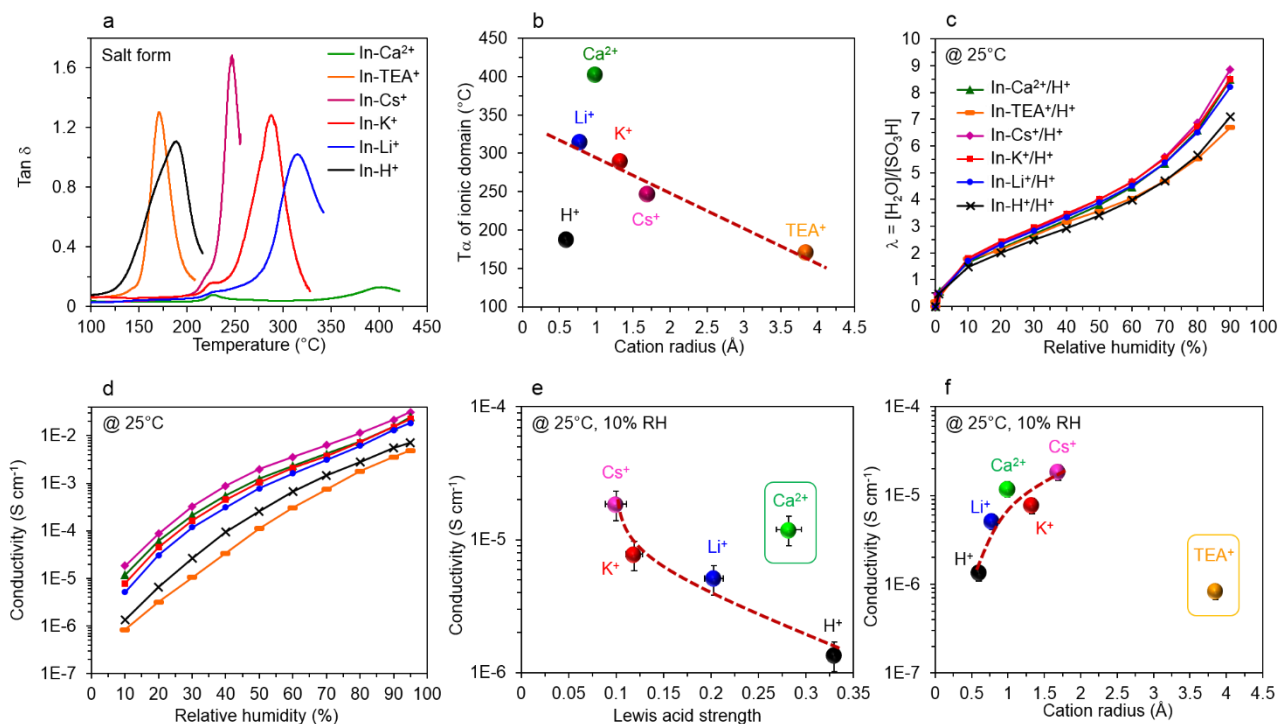 a
Salt form
In-Ca²⁺
In-TEA⁺
In-Cs⁺
In-K⁺
In-Li⁺
In-H⁺
Tan δ
1.6
1.2
0.8
0.4
0
100 150 200 250 300 350 400 450
Temperature (°C)
b
Tα of ionic domain (°C)
450
400
350
300
250
200
150
100
Ca²⁺
Li⁺
K⁺
H⁺
Cs⁺
TEA⁺
0 0.5 1 1.5 2 2.5 3 3.5 4 4.5
Cation radius (Å)
c
@ 25°C
λ = [H₂O]/[SO₃H]
10
9
8
7
6
5
4
3
2
1
0
In-Ca²⁺/H⁺
In-TEA⁺/H⁺
In-Cs⁺/H⁺
In-K⁺/H⁺
In-Li⁺/H⁺
In-H⁺/H⁺
0 10 20 30 40 50 60 70 80 90 100
Relative humidity (%)
d
@ 25°C
Conductivity (S cm⁻¹)
1E-2
1E-3
1E-4
1E-5
1E-6
1E-7
0 10 20 30 40 50 60 70 80 90 100
Relative humidity (%)
e
@ 25°C, 10% RH
Conductivity (S cm⁻¹)
1E-4
1E-5
1E-6
Cs⁺
Ca²⁺
K⁺
Li⁺
H⁺
0 0.05 0.1 0.15 0.2 0.25 0.3 0.35
Lewis acid strength
f
@ 25°C, 10% RH
Conductivity (S cm⁻¹)
1E-4
1E-5
1E-6
1E-7
Cs⁺
Ca²⁺
Li⁺
K⁺
H⁺
TEA⁺
0 0.5 1 1.5 2 2.5 3 3.5 4 4.5
Cation radius (Å)